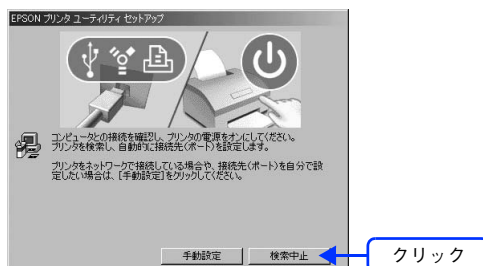 EPSON プリンタ ユーティリティ セットアップ
コンピュータとの接続を確認し、プリンタの電源をオンにしてください。
プリンタを検索し、自動的に接続先(ポート)を設定します。
プリンタをネットワークで接続している場合や、接続先(ポート)を自分で設
定したい場合は、[手動設定]をクリックしてください。
手動設定
検索中止
クリック